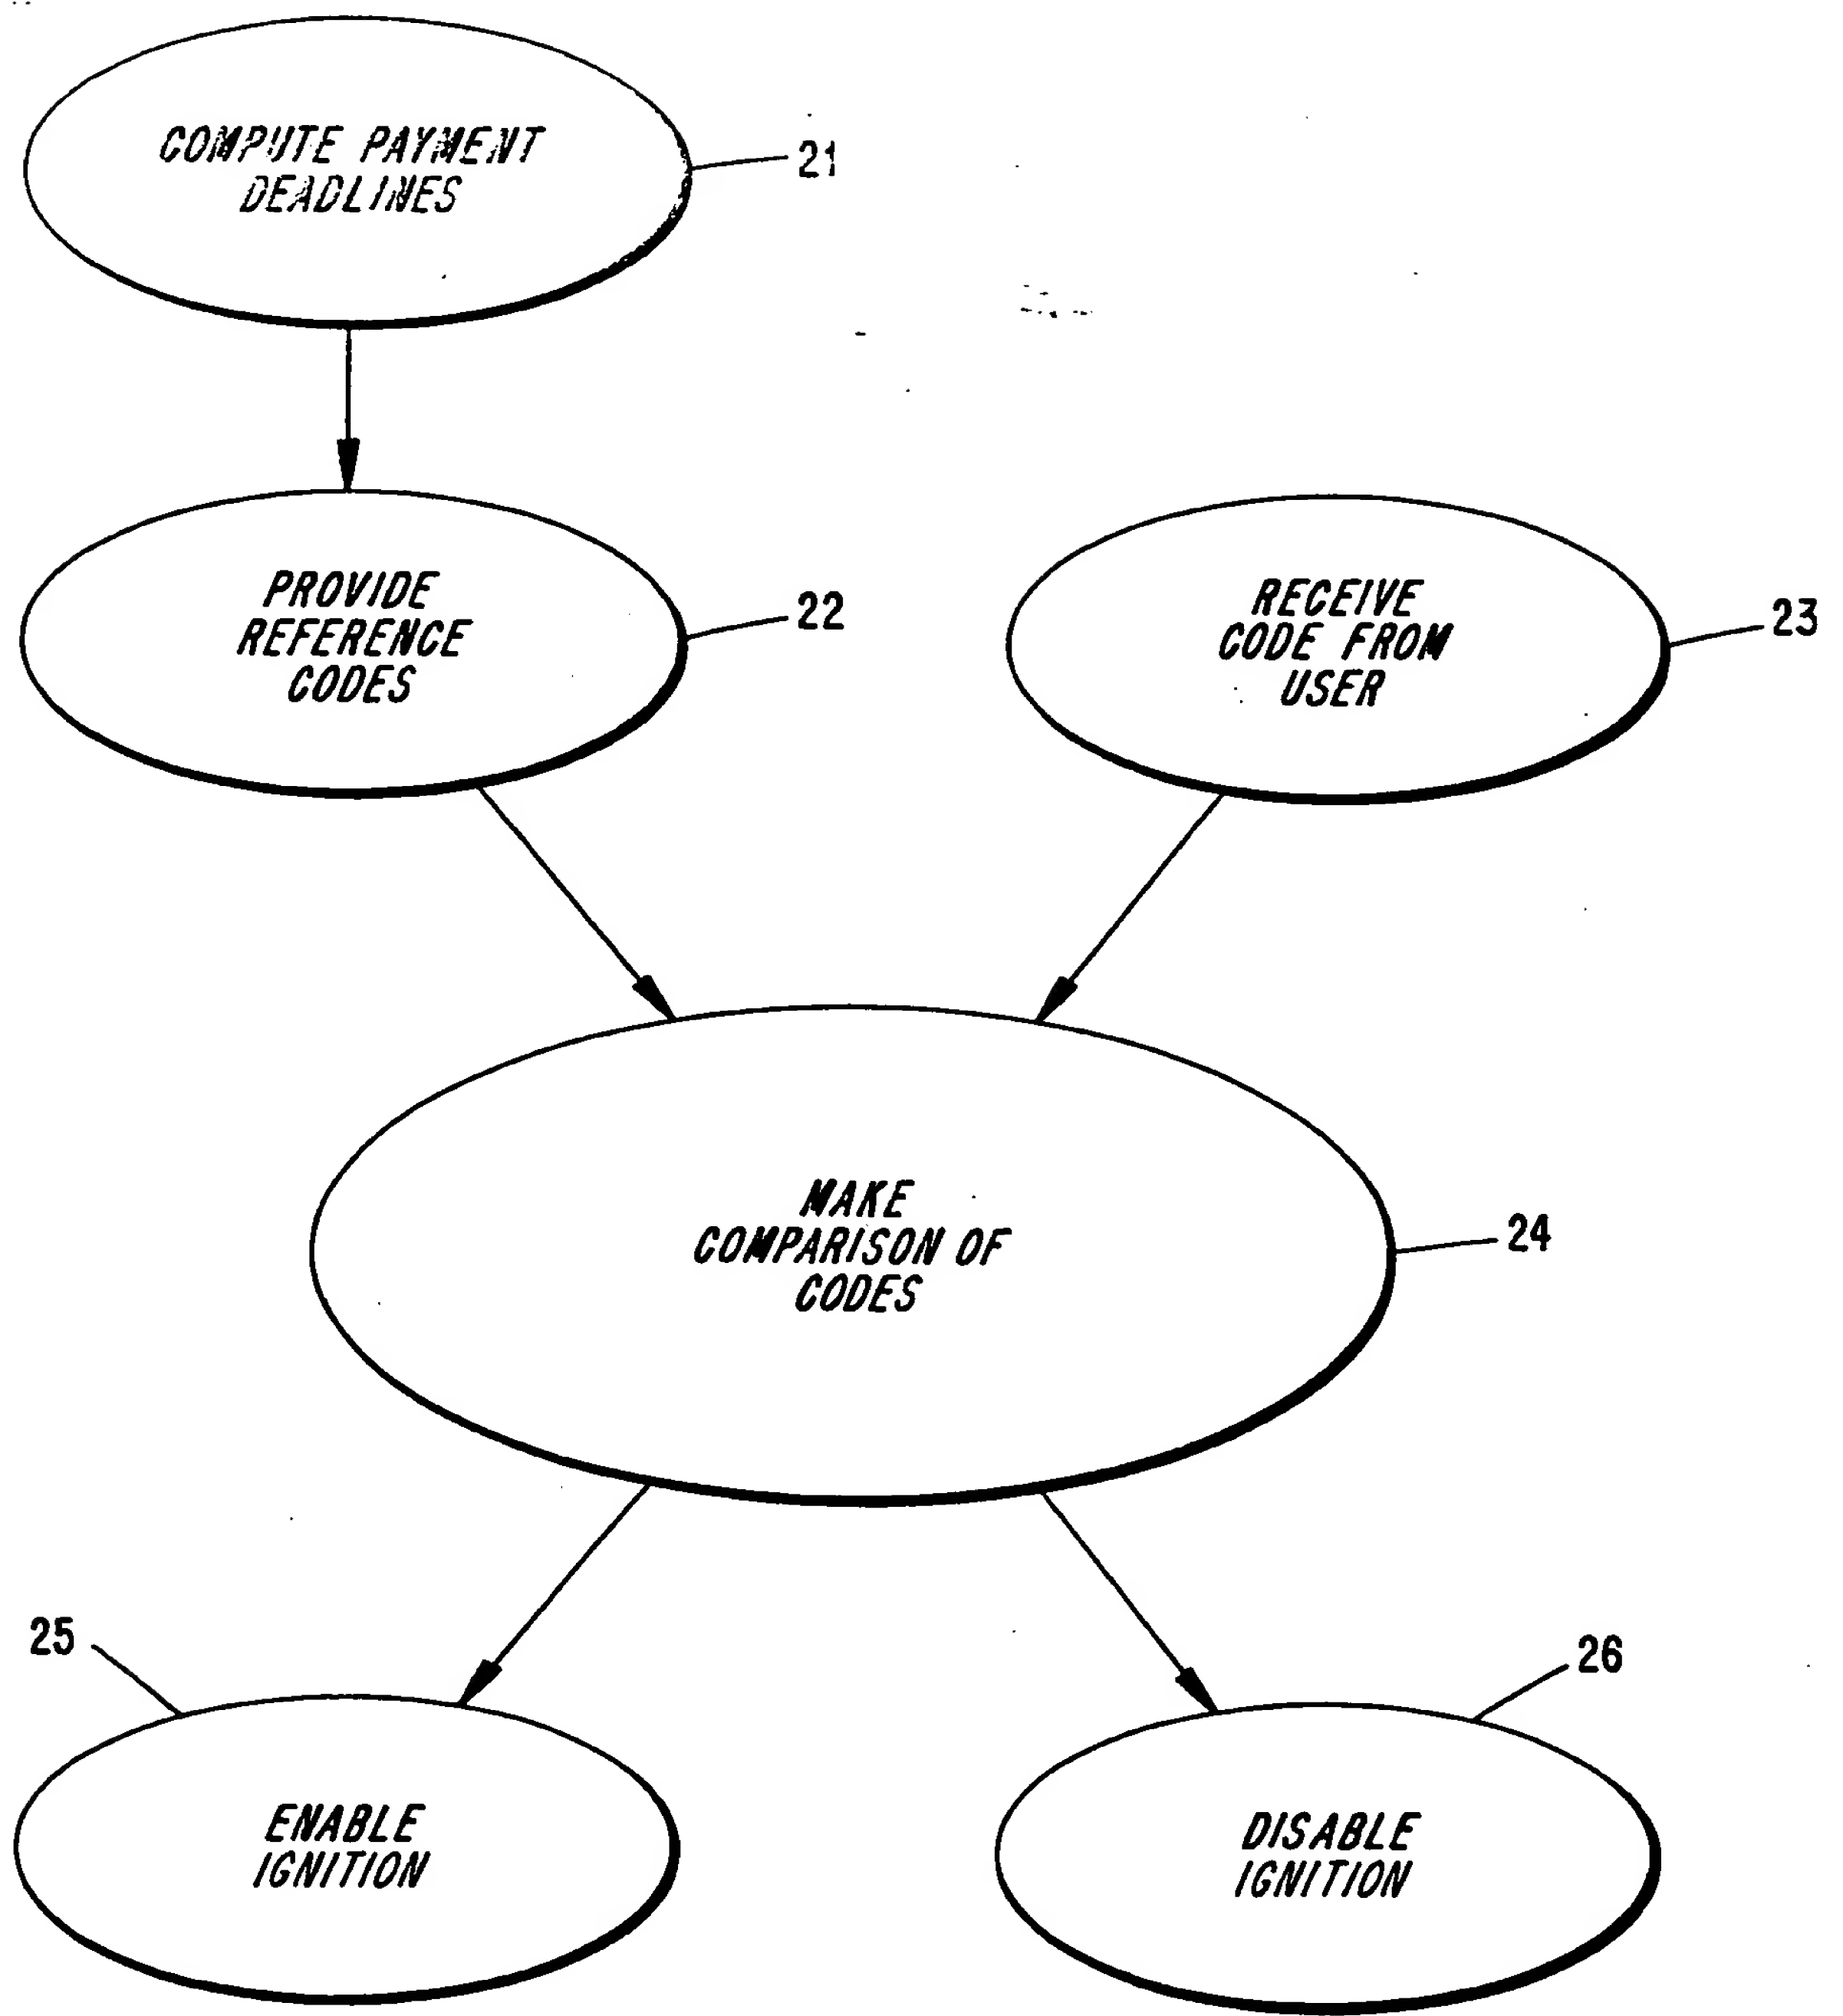 COMPUTE PAYMENT
DEADLINES
21
PROVIDE
REFERENCE
CODES
22
RECEIVE
CODE FROM
USER
23
MAKE
COMPARISON OF
CODES
24
25
ENABLE
IGNITION
26
DISABLE
IGNITION